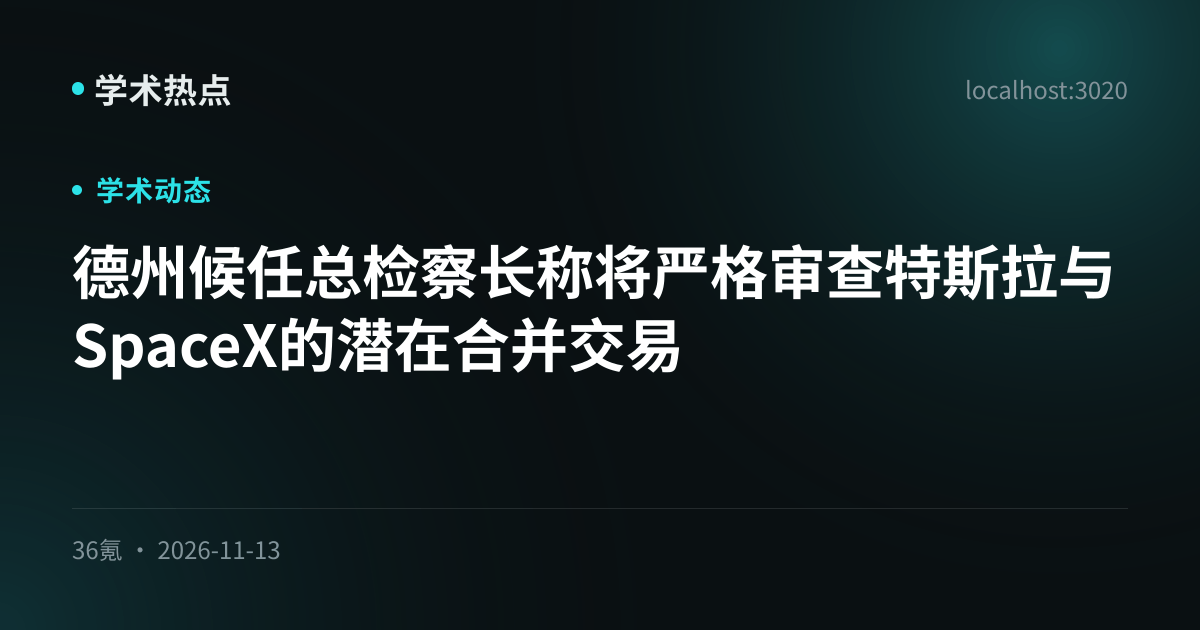 学术热点
localhost:3020
学术动态
德州候任总检察长称将严格审查特斯拉与
SpaceX的潜在合并交易
36氪 · 2026-11-13